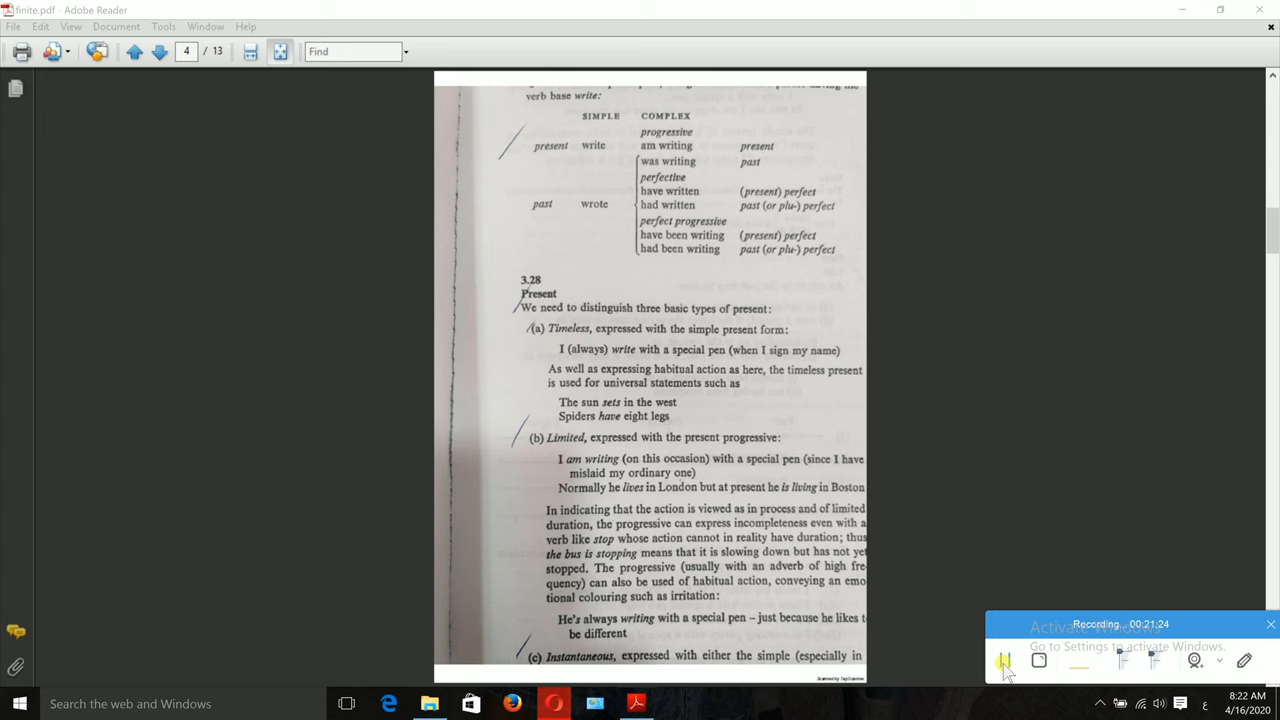 finite.pdf - Adobe Reader
File Edit View Document Tools Window Help
4 / 13 Find
verb base write:
SIMPLE COMPLEX
progressive
present write am writing present
was writing past
perfective
have written (present) perfect
past wrote had written past (or plu-) perfect
perfect progressive
have been writing (present) perfect
had been writing past (or plu-) perfect
3.28
Present
We need to distinguish three basic types of present:
(a) Timeless, expressed with the simple present form:
I (always) write with a special pen (when I sign my name)
As well as expressing habitual action as here, the timeless present
is used for universal statements such as
The sun sets in the west
Spiders have eight legs
(b) Limited, expressed with the present progressive:
I am writing (on this occasion) with a special pen (since I have
mislaid my ordinary one)
Normally he lives in London but at present he is living in Boston
In indicating that the action is viewed as in process and of limited
duration, the progressive can express incompleteness even with a
verb like stop whose action cannot in reality have duration; thus
the bus is stopping means that it is slowing down but has not yet
stopped. The progressive (usually with an adverb of high fre-
quency) can also be used of habitual action, conveying an emo
tional colouring such as irritation:
He's always writing with a special pen – just because he likes t
be different
(c) Instantaneous, expressed with either the simple (especially in
Scanned by TapScanner
Recording 00:21:24
Activate Windows
Go to Settings to activate Windows.
Search the web and Windows
ع
8:22 AM
4/16/2020